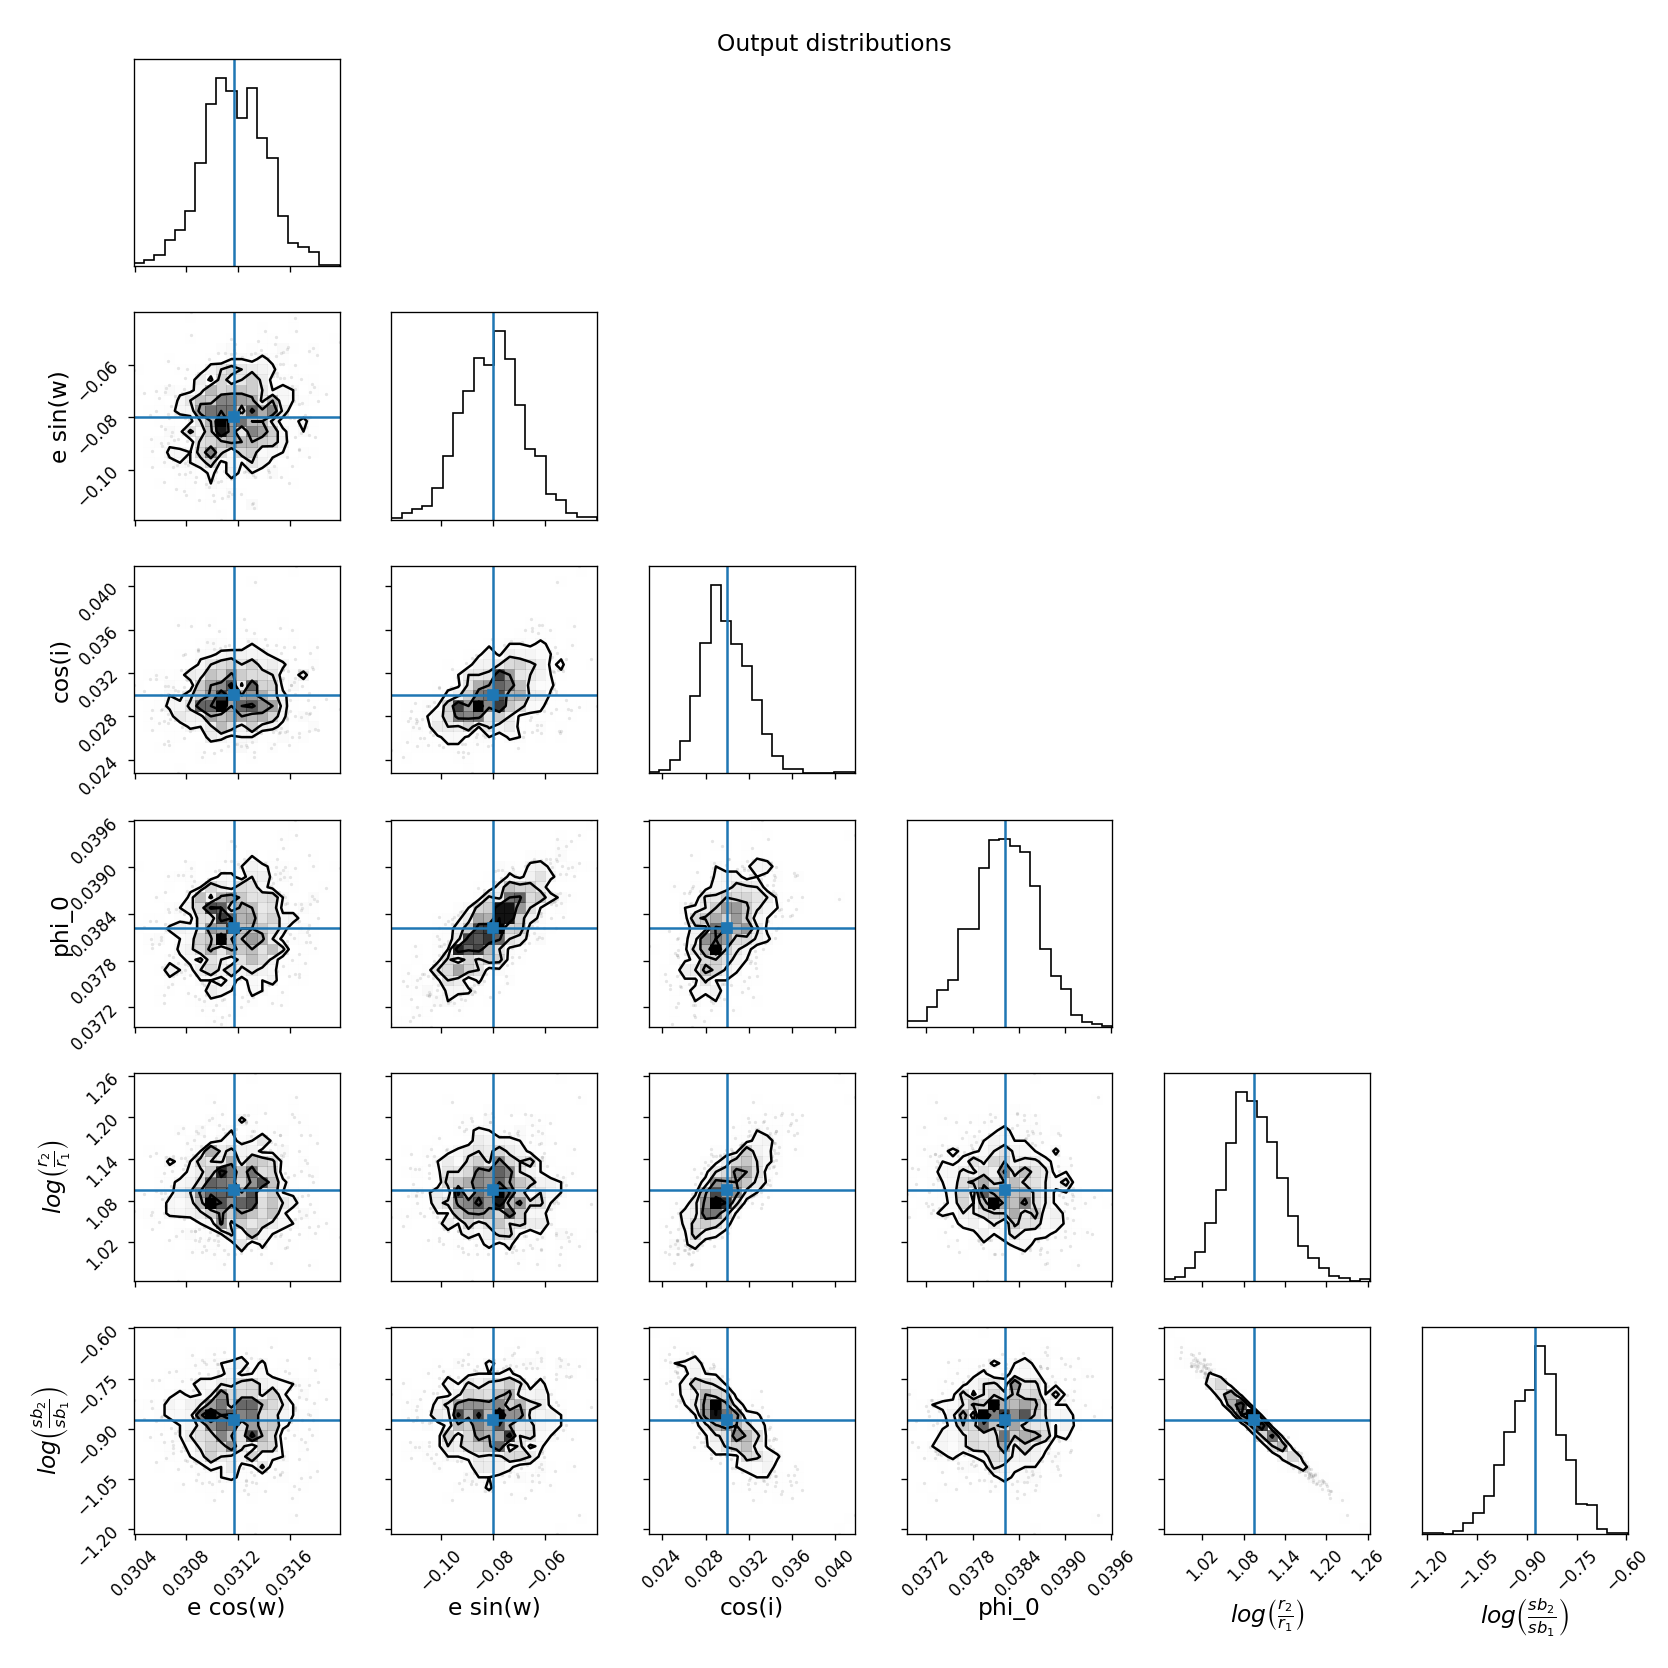 Output distributions
e sin(w)
−0.06
−0.08
−0.10
cos(i)
0.040
0.036
0.032
0.028
0.024
phi_0
0.0396
0.0390
0.0384
0.0378
0.0372
log(r₂/r₁)
1.26
1.20
1.14
1.08
1.02
log(sb₂/sb₁)
−0.60
−0.75
−0.90
−1.05
−1.20
0.0304 0.0308 0.0312 0.0316
−0.10 −0.08 −0.06
0.024 0.028 0.032 0.036 0.040
0.0372 0.0378 0.0384 0.0390 0.0396
1.02 1.08 1.14 1.20 1.26
−1.20 −1.05 −0.90 −0.75 −0.60
e cos(w)
e sin(w)
cos(i)
phi_0
log(r₂/r₁)
log(sb₂/sb₁)